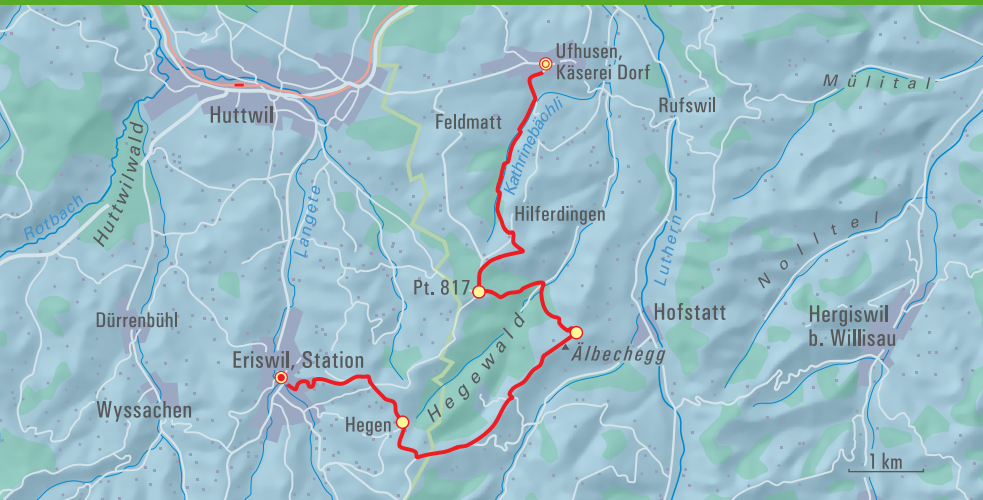 Ufhusen,
Käserei Dorf
Mülital
Rufswil
Huttwil
Feldmatt
Kathrinebächli
Huttwilwald
Rotbach
Langete
Hilferdingen
Luthern
Nolltel
Pt. 817
Hofstatt
Hergiswil
b. Willisau
Dürrenbühl
Eriswil, Station
Älbechegg
Hegewald
Wyssachen
Hegen
1 km